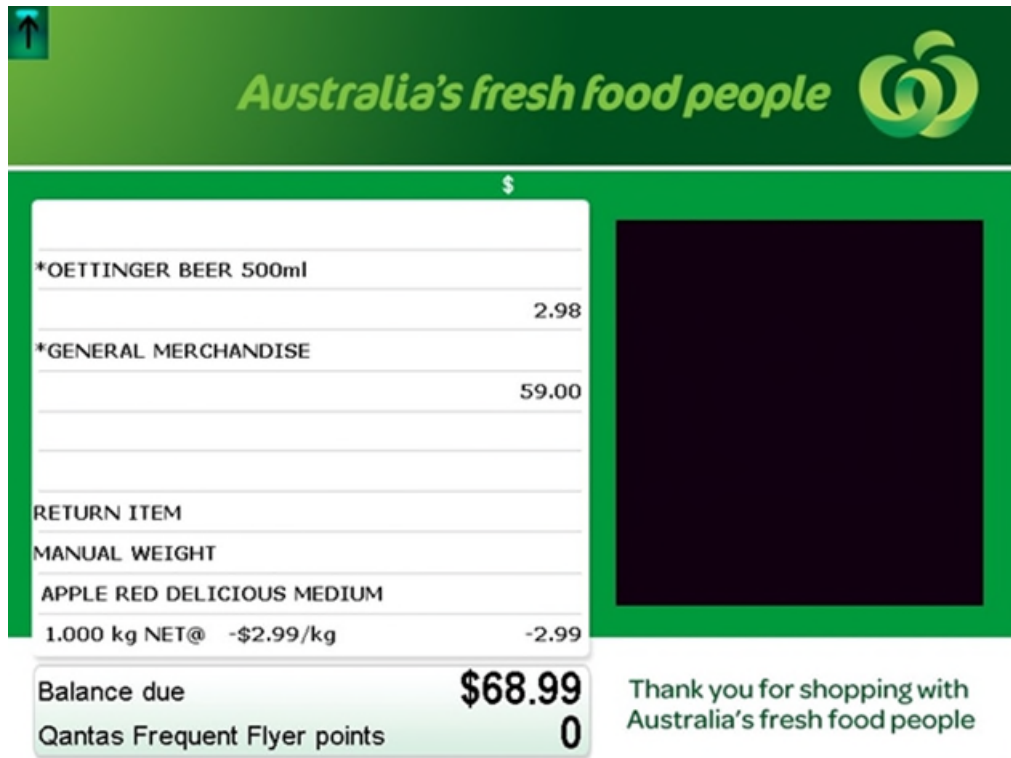 Australia's fresh food people
$
*OETTINGER BEER 500ml
2.98
*GENERAL MERCHANDISE
59.00
RETURN ITEM
MANUAL WEIGHT
APPLE RED DELICIOUS MEDIUM
1.000 kg NET@ -$2.99/kg -2.99
Balance due $68.99
Qantas Frequent Flyer points 0
Thank you for shopping with
Australia's fresh food people